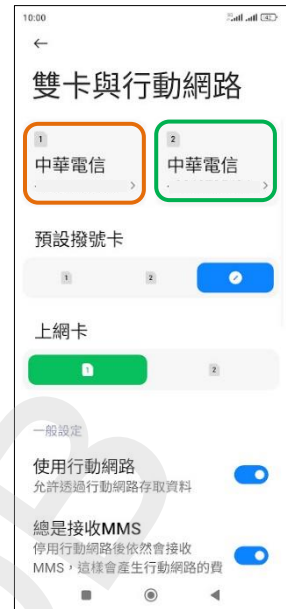 10:00
雙卡與行動網路
1
中華電信
2
中華電信
預設撥號卡
1
2
上網卡
1
2
一般設定
使用行動網路
允許透過行動網路存取資料
總是接收MMS
停用行動網路後依然會接收
MMS，這樣會產生行動網路的費